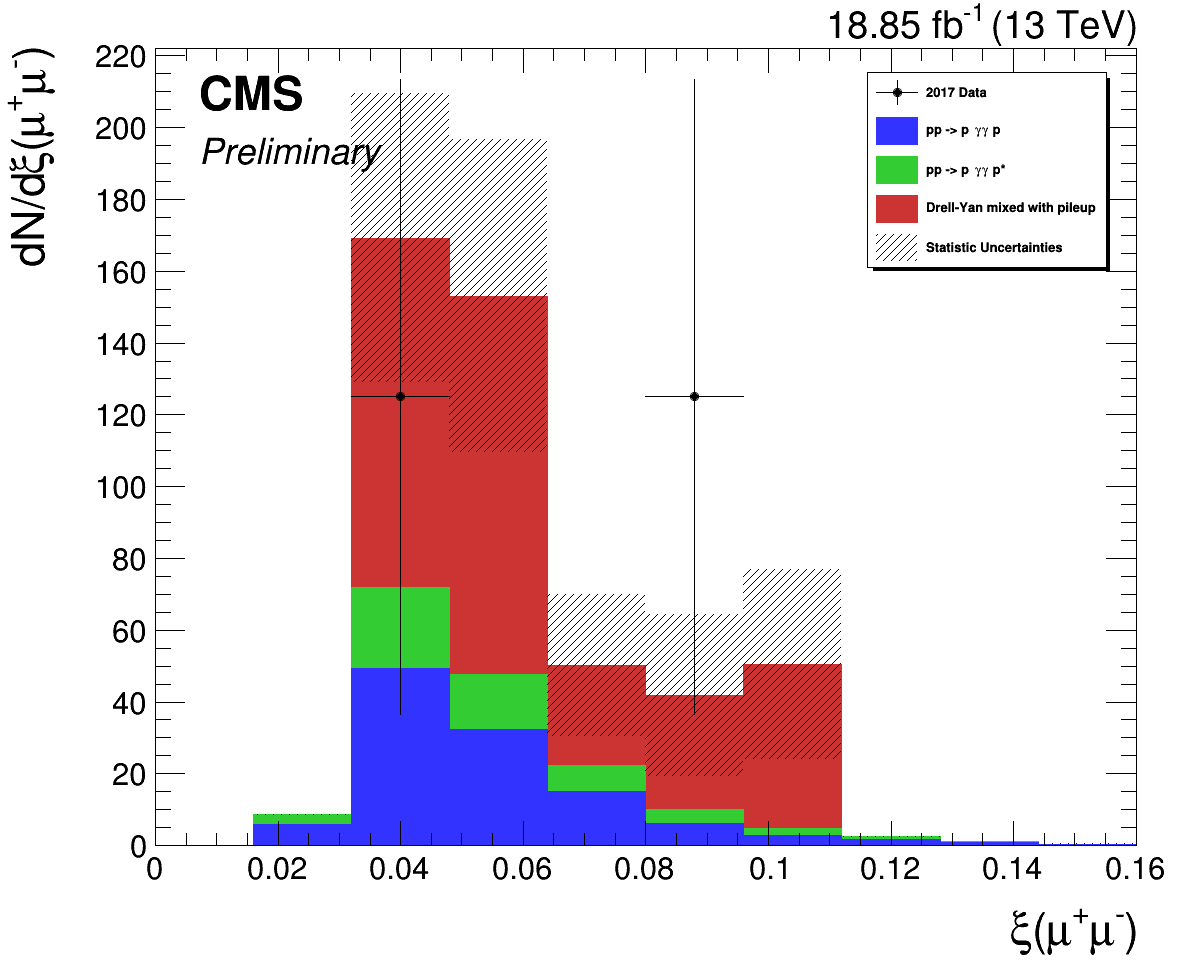 18.85 fb⁻¹ (13 TeV)
CMS
Preliminary
dN/dξ(μ⁺μ⁻)
220
200
180
160
140
120
100
80
60
40
20
0
2017 Data
pp -> p γγ p
pp -> p γγ p*
Drell-Yan mixed with pileup
Statistic Uncertainties
0 0.02 0.04 0.06 0.08 0.1 0.12 0.14 0.16
ξ(μ⁺μ⁻)